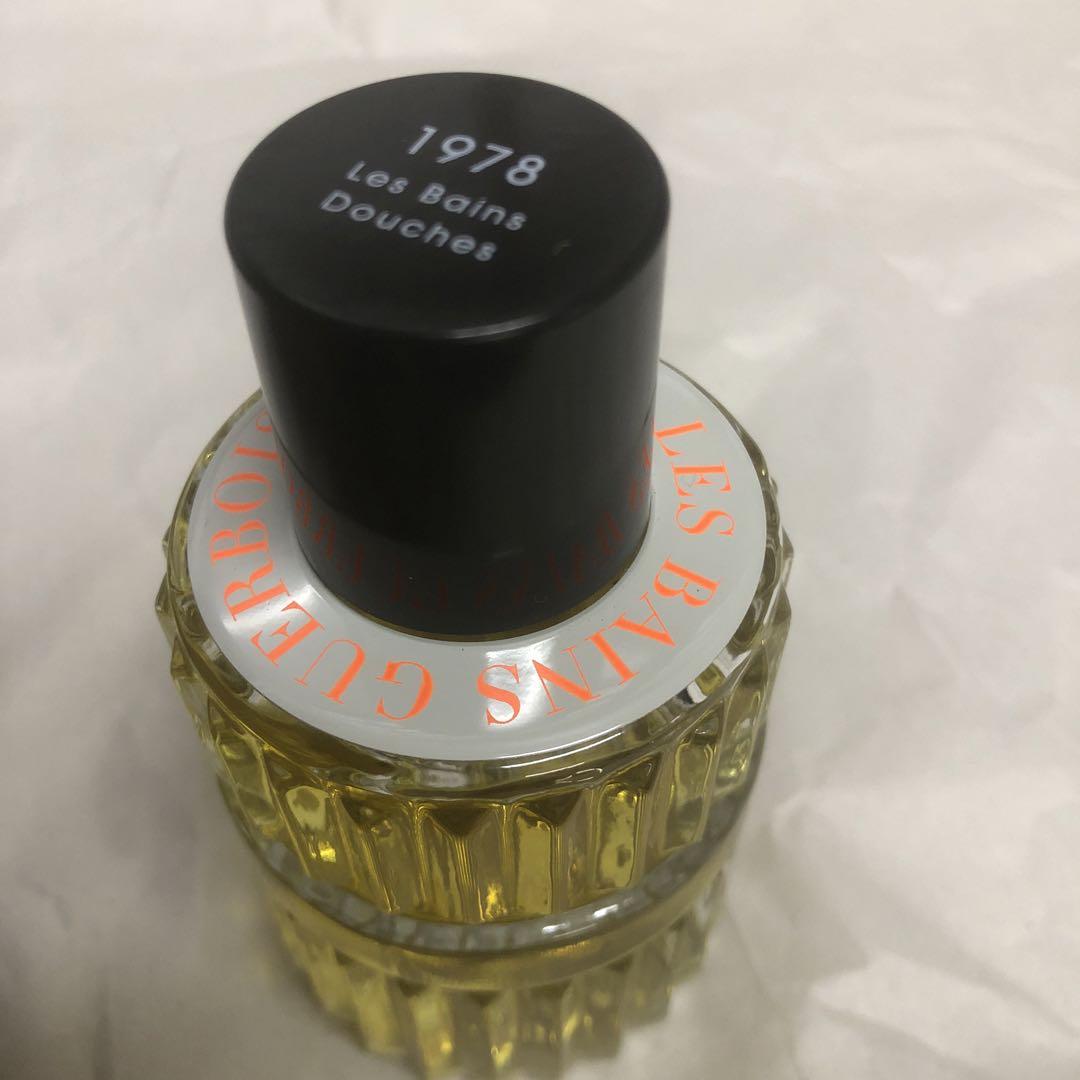 1978
Les Bains
Douches
LES BAINS GUERBOIS